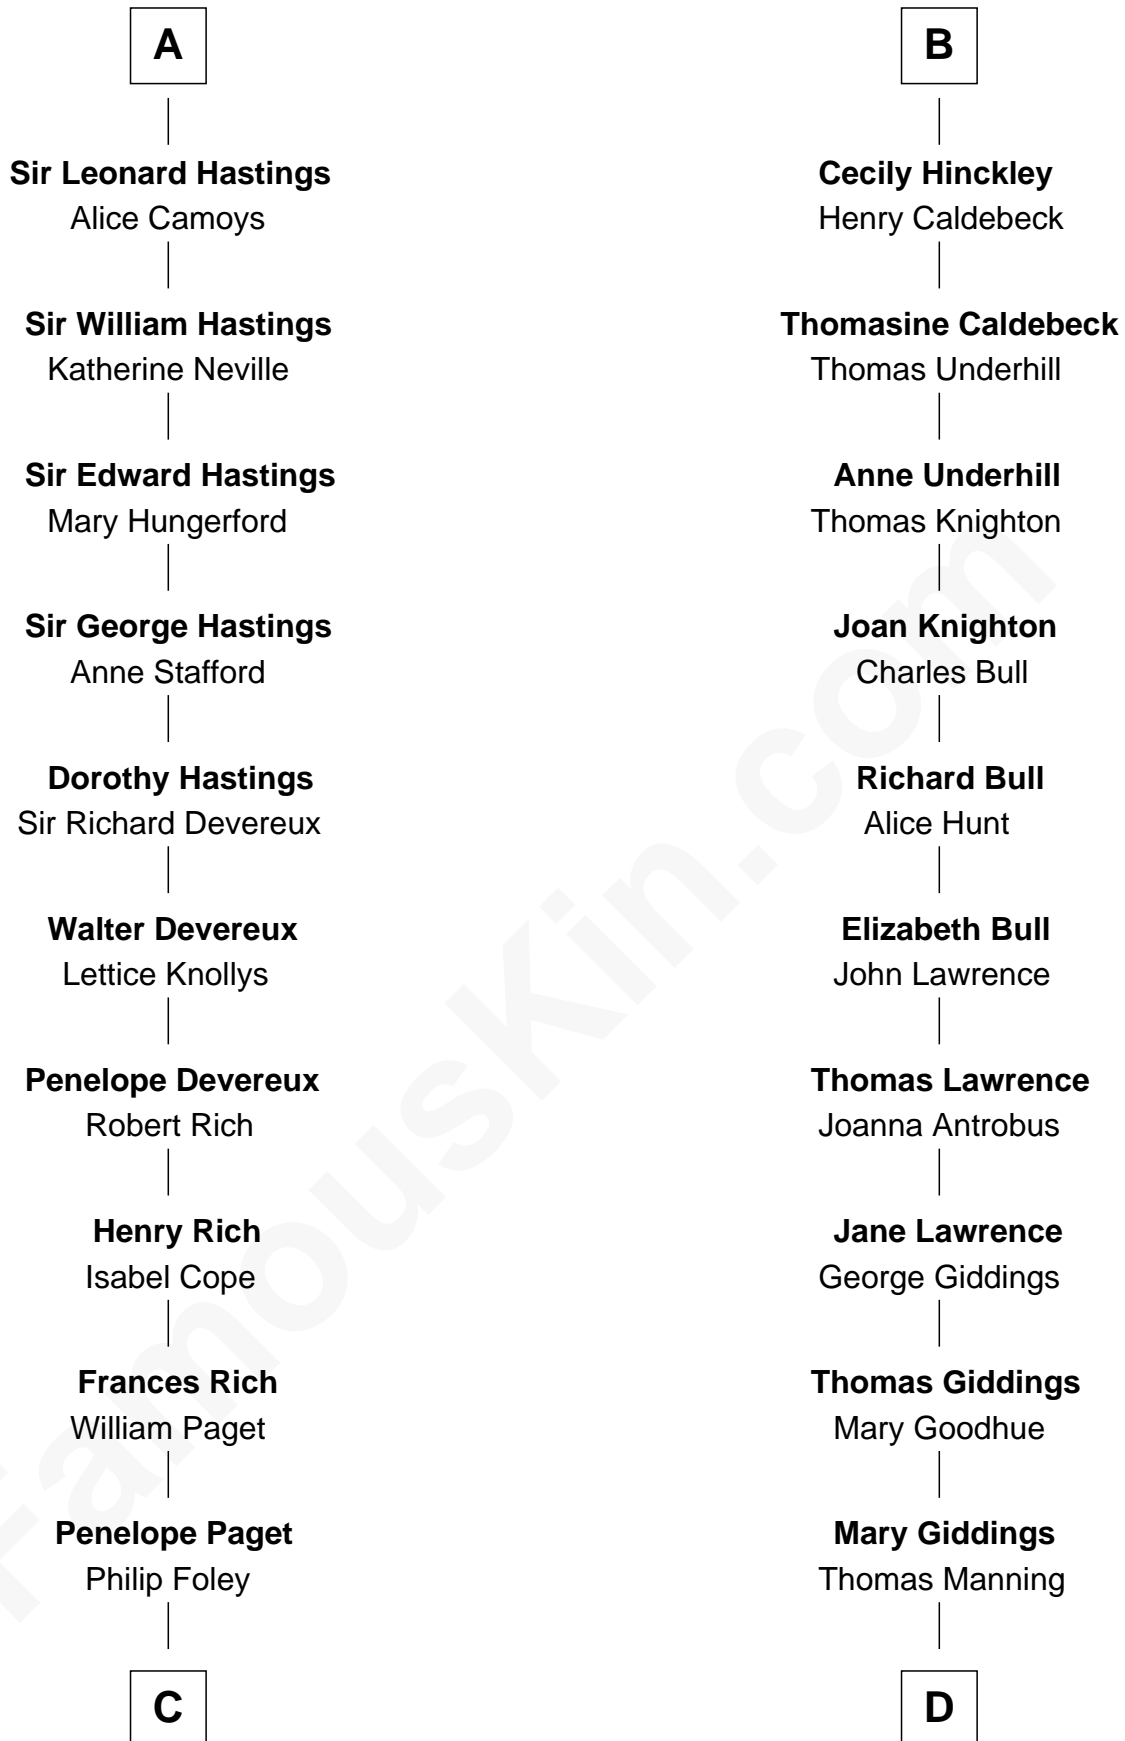 A
Sir Leonard Hastings
Alice Camoys
Sir William Hastings
Katherine Neville
Sir Edward Hastings
Mary Hungerford
Sir George Hastings
Anne Stafford
Dorothy Hastings
Sir Richard Devereux
Walter Devereux
Lettice Knollys
Penelope Devereux
Robert Rich
Henry Rich
Isabel Cope
Frances Rich
William Paget
Penelope Paget
Philip Foley
C
B
Cecily Hinckley
Henry Caldebeck
Thomasine Caldebeck
Thomas Underhill
Anne Underhill
Thomas Knighton
Joan Knighton
Charles Bull
Richard Bull
Alice Hunt
Elizabeth Bull
John Lawrence
Thomas Lawrence
Joanna Antrobus
Jane Lawrence
George Giddings
Thomas Giddings
Mary Goodhue
Mary Giddings
Thomas Manning
D
FamousKin.com